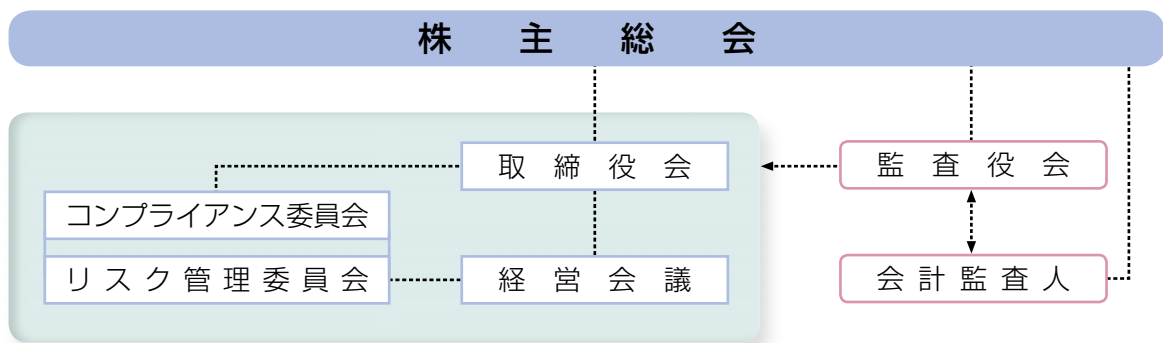 株主総会
取締役会
監査役会
コンプライアンス委員会
リスク管理委員会
経営会議
会計監査人